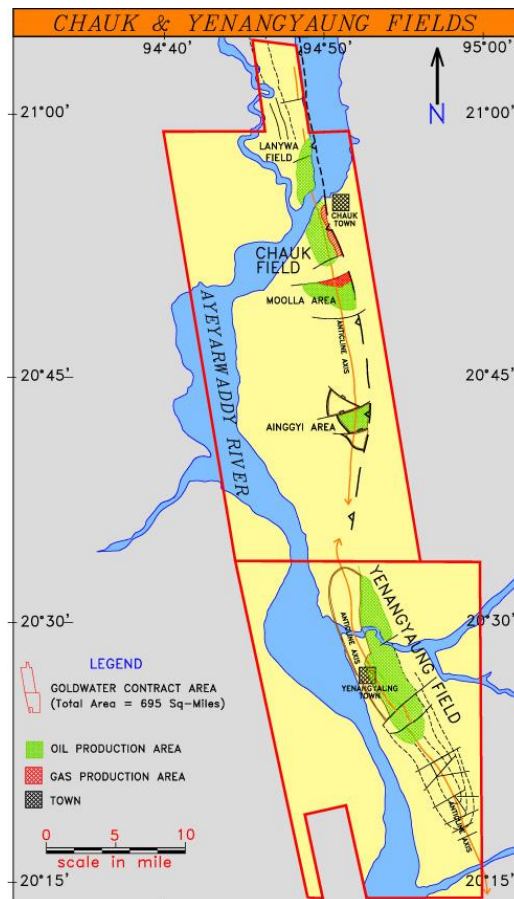 CHAUK & YENANGYAUNG FIELDS
94°40'
94°50'
95°00'
21°00'
21°00'
N
LANYWA
FIELD
CHAUK
TOWN
CHAUK
FIELD
MOOLLA AREA
AYEYARWADDY RIVER
ANTICLINE AXIS
20°45'
20°45'
AINGGYI AREA
20°30'
20°30'
YENANGYAUNG FIELD
ANTICLINE AXIS
YENANGYAUNG
TOWN
ANTICLINE AXIS
LEGEND
GOLDWATER CONTRACT AREA
(Total Area = 695 Sq-Miles)
OIL PRODUCTION AREA
GAS PRODUCTION AREA
TOWN
0 5 10
scale in mile
20°15'
20°15'